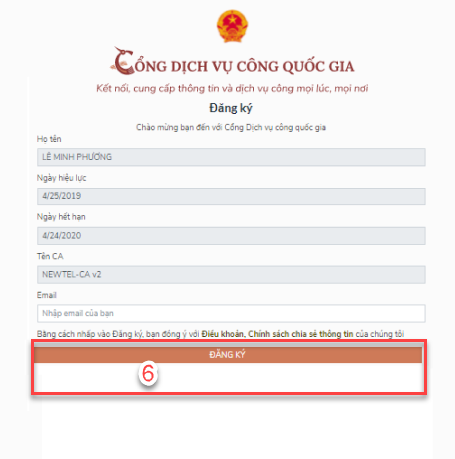 CỔNG DỊCH VỤ CÔNG QUỐC GIA
Kết nối, cung cấp thông tin và dịch vụ công mọi lúc, mọi nơi
Đăng ký
Chào mừng bạn đến với Cổng Dịch vụ công quốc gia
Họ tên
LÊ MINH PHƯƠNG
Ngày hiệu lực
4/25/2019
Ngày hết hạn
4/24/2020
Tên CA
NEWTEL-CA v2
Email
Nhập email của bạn
Bằng cách nhấp vào Đăng ký, bạn đồng ý với Điều khoản, Chính sách chia sẻ thông tin của chúng tôi
ĐĂNG KÝ
6